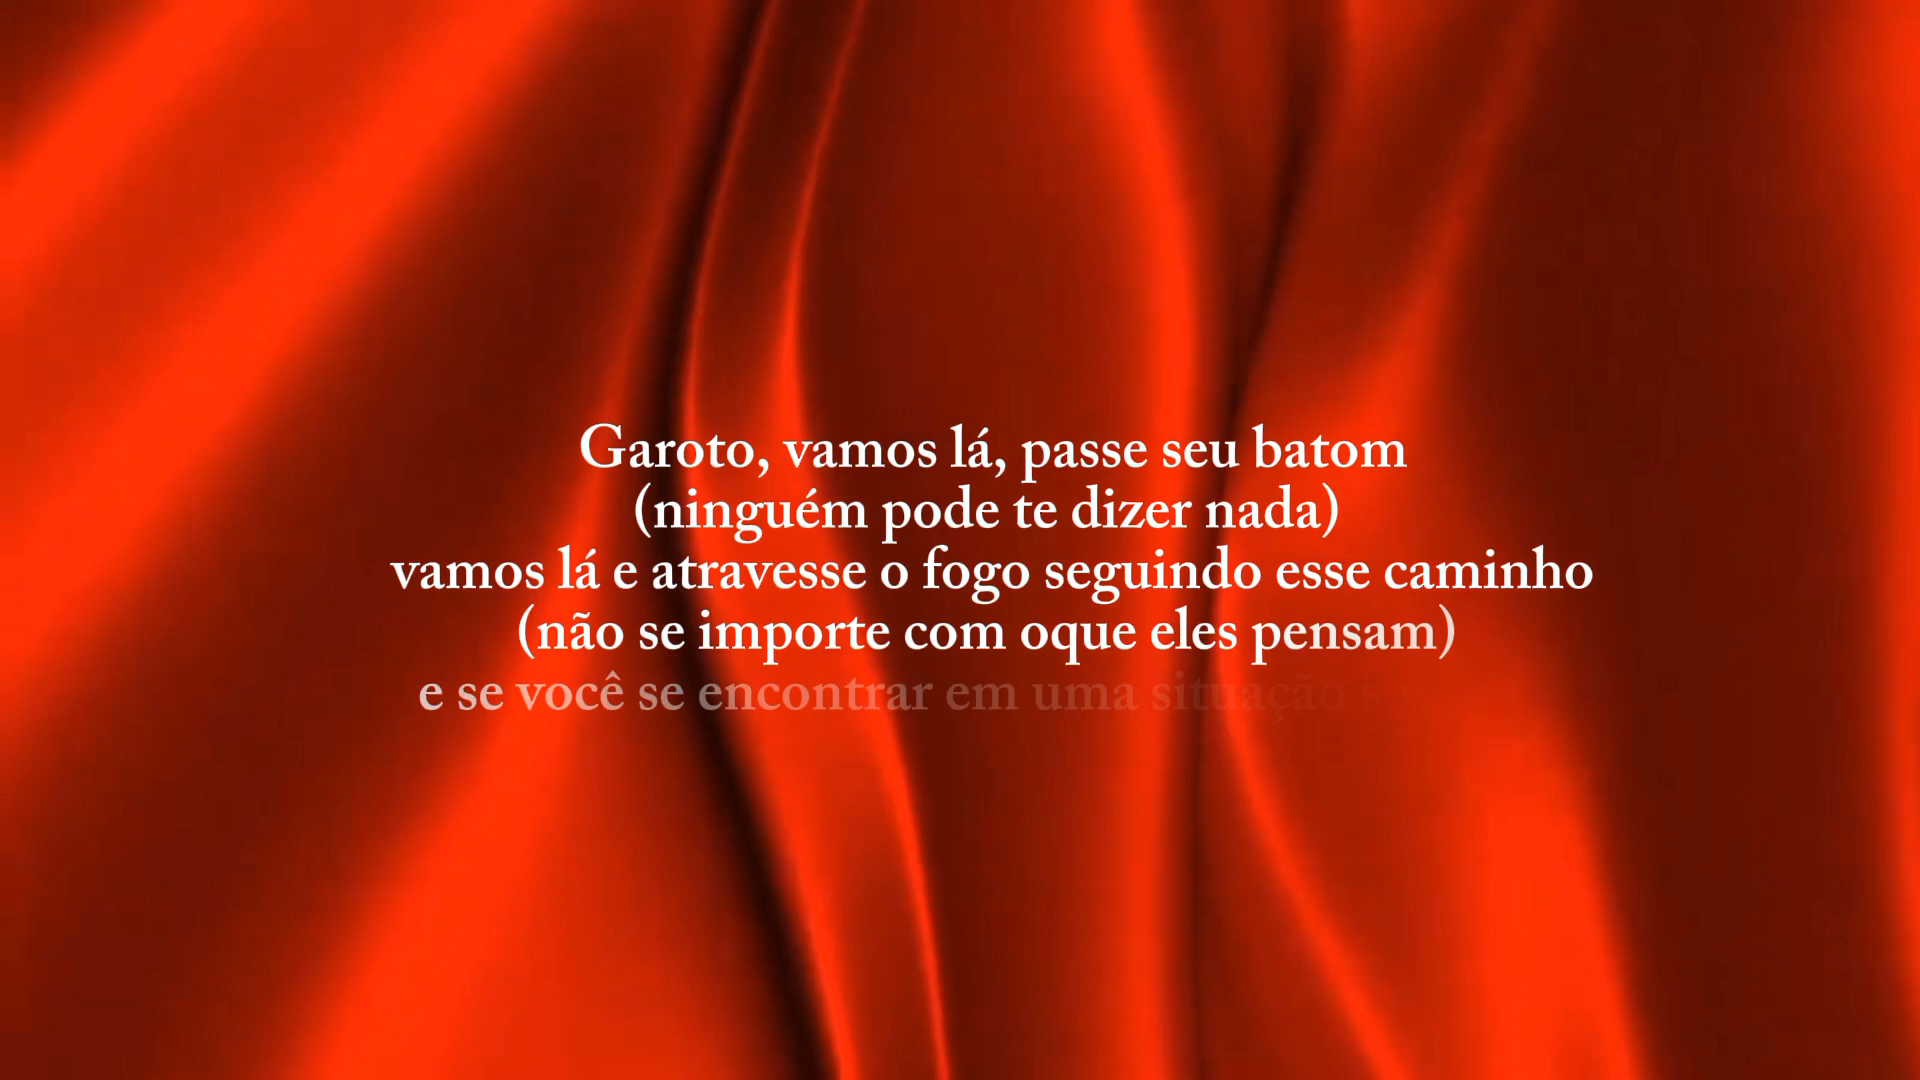 Garoto, vamos lá, passe seu batom
(ninguém pode te dizer nada)
vamos lá e atravesse o fogo seguindo esse caminho
(não se importe com oque eles pensam)
e se você se encontrar em uma situação